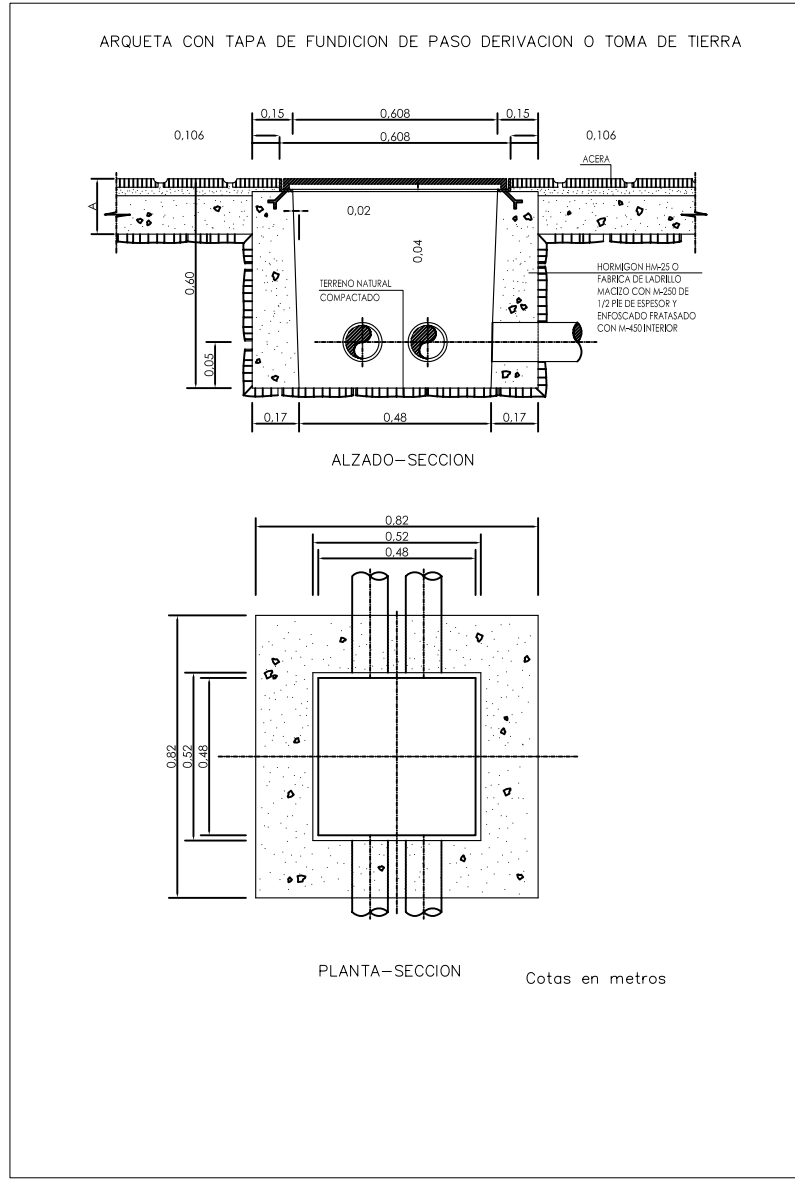 ARQUETA CON TAPA DE FUNDICION DE PASO DERIVACION O TOMA DE TIERRA
0,15 0,608 0,15
0,106 0,608 0,106
ACERA
A
0,02
0,04
0,60
TERRENO NATURAL
COMPACTADO
HORMIGON HM-25 O
FABRICA DE LADRILLO
MACIZO CON M-250 DE
1/2 PIE DE ESPESOR Y
ENFOSCADO FRATASADO
CON M-450 INTERIOR
0,05
0,17 0,48 0,17
ALZADO-SECCION
0,82
0,52
0,48
0,82
0,52
0,48
PLANTA-SECCION
Cotas en metros